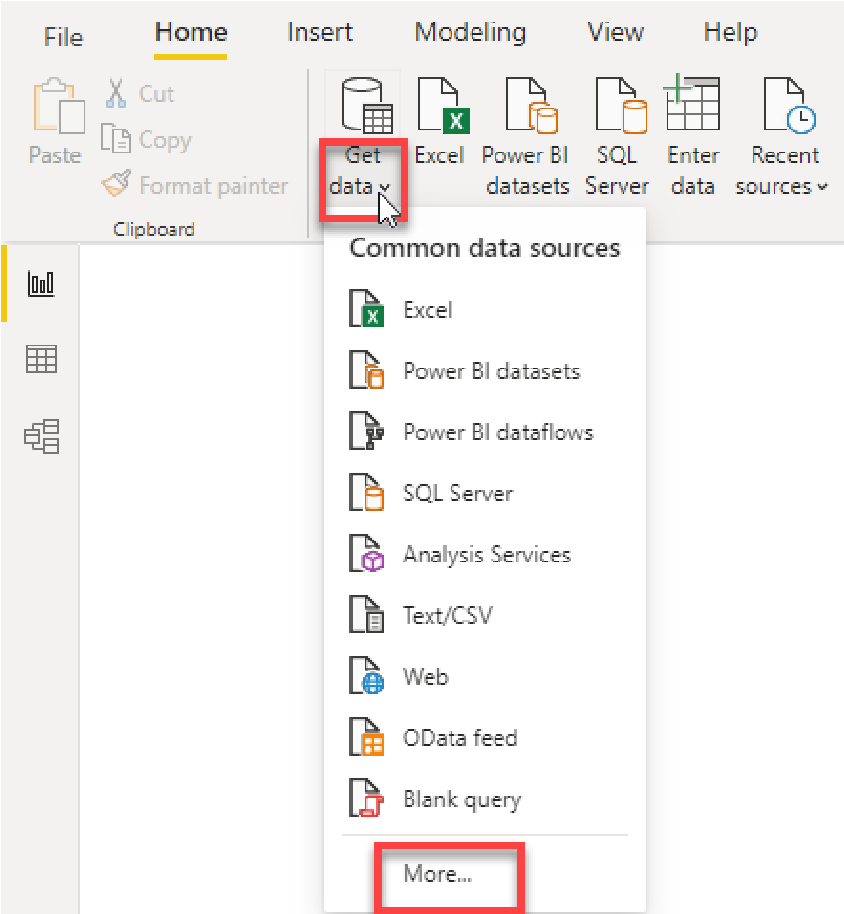 File Home Insert Modeling View Help
Paste
Cut
Copy
Format painter
Clipboard
Get data
Excel
Power BI datasets
SQL Server
Enter data
Recent sources
Common data sources
Excel
Power BI datasets
Power BI dataflows
SQL Server
Analysis Services
Text/CSV
Web
OData feed
Blank query
More...